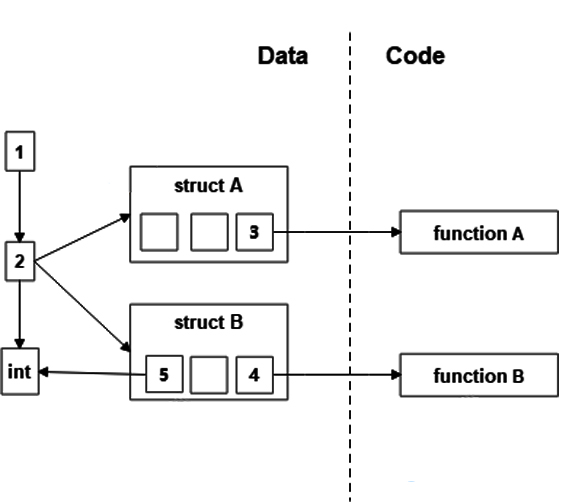 Data
Code
1
struct A
3
function A
2
struct B
int
5
4
function B